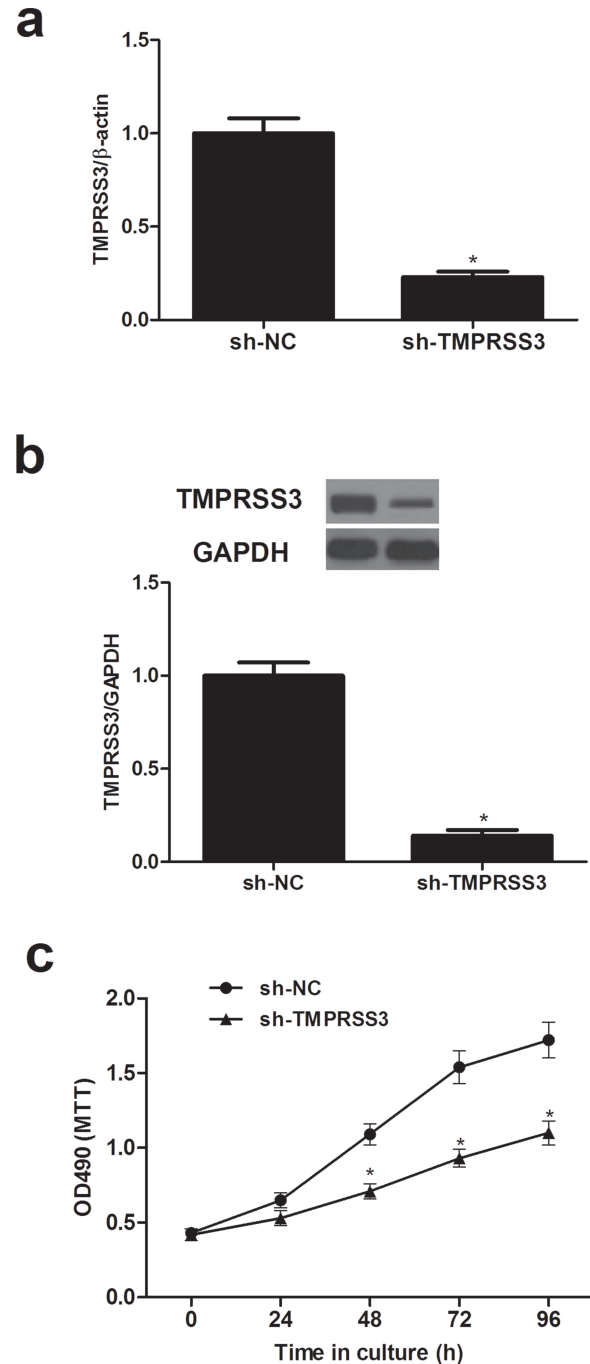 a
TMPRSS3/β-actin
1.5
1.0
0.5
0.0
*
sh-NC
sh-TMPRSS3
b
TMPRSS3
GAPDH
TMPRSS3/GAPDH
1.5
1.0
0.5
0.0
*
sh-NC
sh-TMPRSS3
c
sh-NC
sh-TMPRSS3
OD490 (MTT)
2.0
1.5
1.0
0.5
0.0
*
*
*
0 24 48 72 96
Time in culture (h)